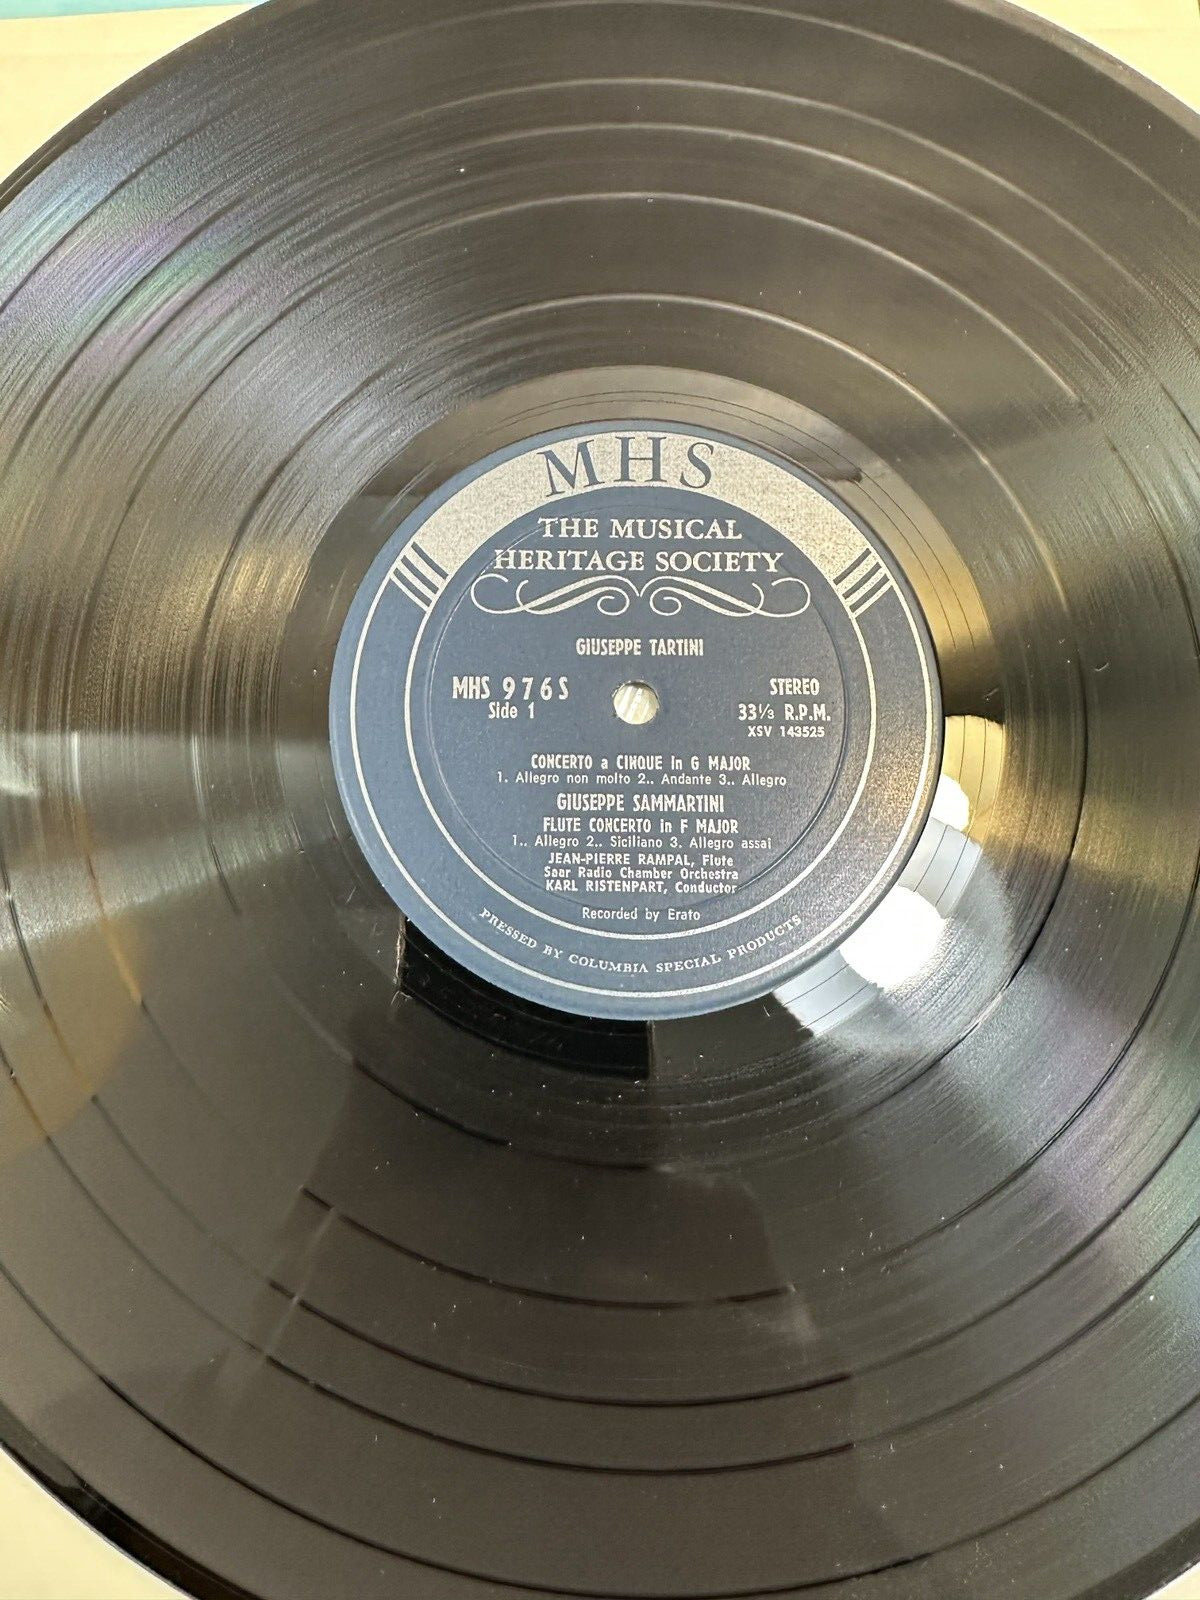 MHS
THE MUSICAL
HERITAGE SOCIETY
GIUSEPPE TARTINI
MHS 976S
Side 1
STEREO
33⅓ R.P.M.
XSV 143525
CONCERTO a CINQUE in G MAJOR
1. Allegro non molto 2.. Andante 3.. Allegro
GIUSEPPE SAMMARTINI
FLUTE CONCERTO in F MAJOR
1.. Allegro 2.. Siciliano 3. Allegro assai
JEAN-PIERRE RAMPAL, Flute
Saar Radio Chamber Orchestra
KARL RISTENPART, Conductor
Recorded by Erato
PRESSED BY COLUMBIA SPECIAL PRODUCTS